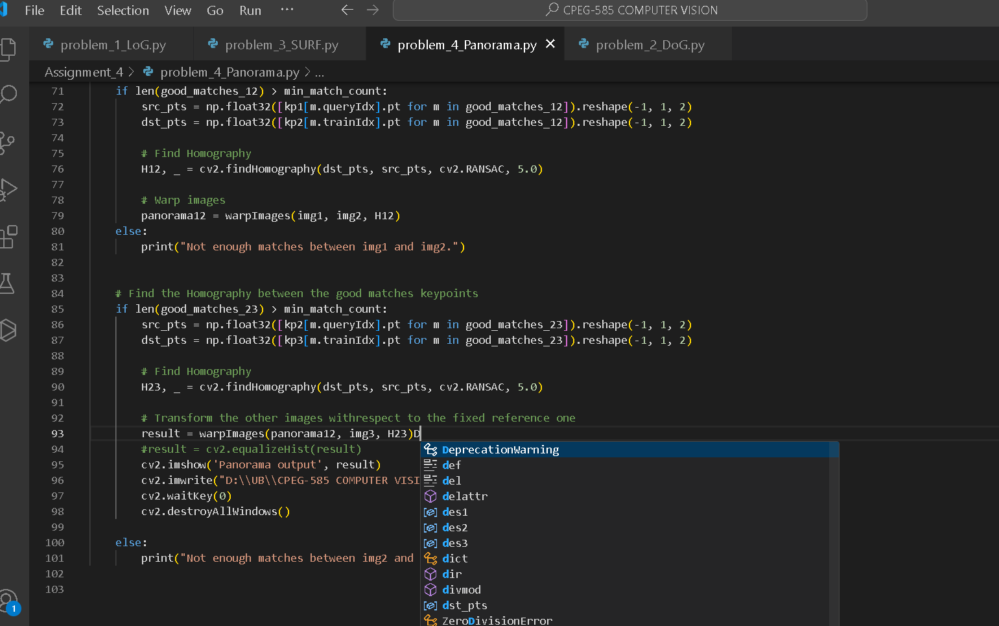 File Edit Selection View Go Run ···
CPEG-585 COMPUTER VISION
problem_1_LoG.py problem_3_SURF.py problem_4_Panorama.py problem_2_DoG.py
Assignment_4 > problem_4_Panorama.py > ...
71 if len(good_matches_12) > min_match_count:
72 src_pts = np.float32([kp1[m.queryIdx].pt for m in good_matches_12]).reshape(-1, 1, 2)
73 dst_pts = np.float32([kp2[m.trainIdx].pt for m in good_matches_12]).reshape(-1, 1, 2)
74
75 # Find Homography
76 H12, _ = cv2.findHomography(dst_pts, src_pts, cv2.RANSAC, 5.0)
77
78 # Warp images
79 panorama12 = warpImages(img1, img2, H12)
80 else:
81 print("Not enough matches between img1 and img2.")
82
83
84 # Find the Homography between the good matches keypoints
85 if len(good_matches_23) > min_match_count:
86 src_pts = np.float32([kp2[m.queryIdx].pt for m in good_matches_23]).reshape(-1, 1, 2)
87 dst_pts = np.float32([kp3[m.trainIdx].pt for m in good_matches_23]).reshape(-1, 1, 2)
88
89 # Find Homography
90 H23, _ = cv2.findHomography(dst_pts, src_pts, cv2.RANSAC, 5.0)
91
92 # Transform the other images withrespect to the fixed reference one
93 result = warpImages(panorama12, img3, H23)D
94 #result = cv2.equalizeHist(result)
95 cv2.imshow('Panorama output', result)
96 cv2.imwrite("D:\\UB\\CPEG-585 COMPUTER VISI
97 cv2.waitKey(0)
98 cv2.destroyAllWindows()
99
100 else:
101 print("Not enough matches between img2 and
102
103
DeprecationWarning
def
del
delattr
des1
des2
des3
dict
dir
divmod
dst_pts
ZeroDivisionError
1